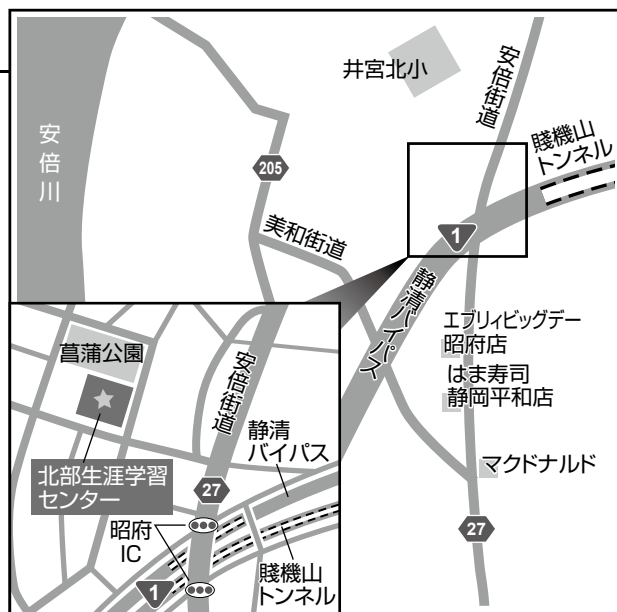 井宮北小
安倍街道
賤機山
トンネル
安倍川
205
美和街道
1
静清バイパス
エブリィビッグデー
昭府店
はま寿司
静岡平和店
マクドナルド
27
菖蒲公園
安倍街道
静清
バイパス
北部生涯学習
センター
27
昭府
IC
1
賤機山
トンネル